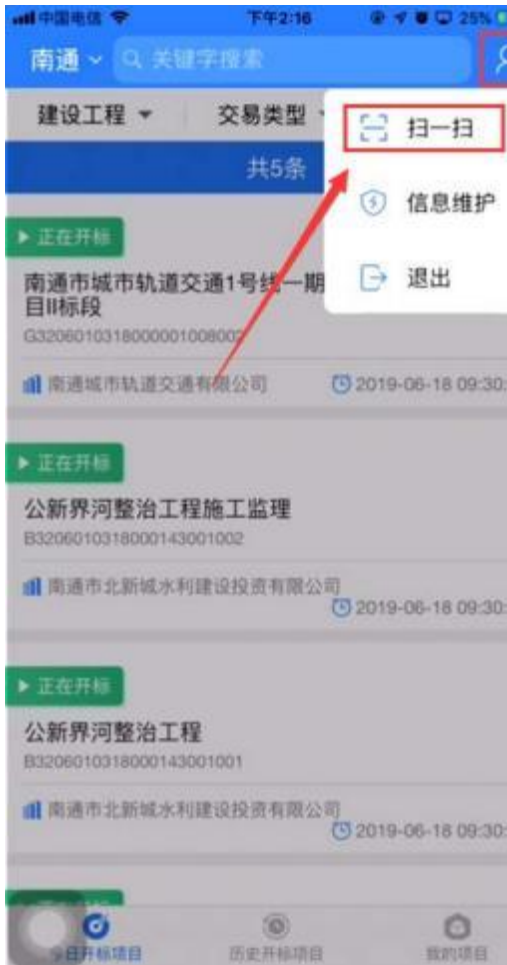 中国电信 下午2:16 25%
南通 关键字搜索
建设工程 交易类型
扫一扫
共5条
信息维护
正在开标
退出
南通市城市轨道交通1号线一期
目II标段
G3206010318000001008002
南通城市轨道交通有限公司 2019-06-18 09:30:
正在开标
公新界河整治工程施工监理
B3206010318000143001002
南通市北新城水利建设投资有限公司
2019-06-18 09:30:
正在开标
公新界河整治工程
B3206010318000143001001
南通市北新城水利建设投资有限公司
2019-06-18 09:30:
今日开标项目 历史开标项目 我的项目